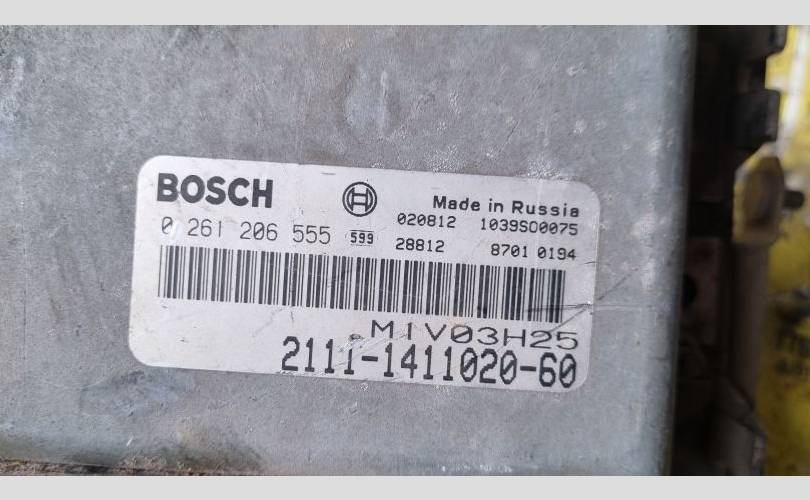 BOSCH
Made in Russia
020812 1039S00075
0 261 206 555 599
28812 8701 0194
M1V03H25
2111-1411020-60